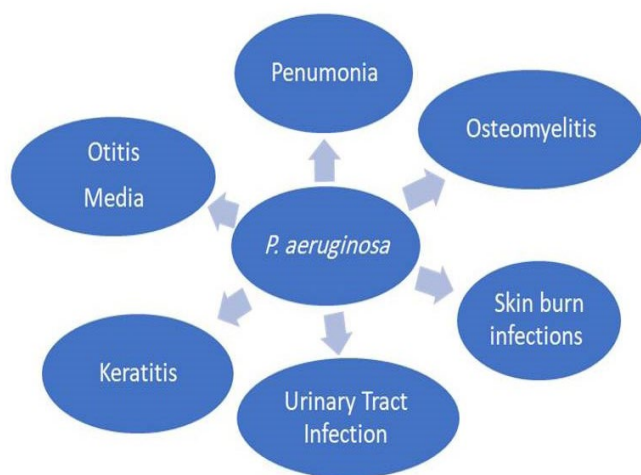 Penumonia
Osteomyelitis
Otitis
Media
P. aeruginosa
Skin burn
infections
Keratitis
Urinary Tract
Infection